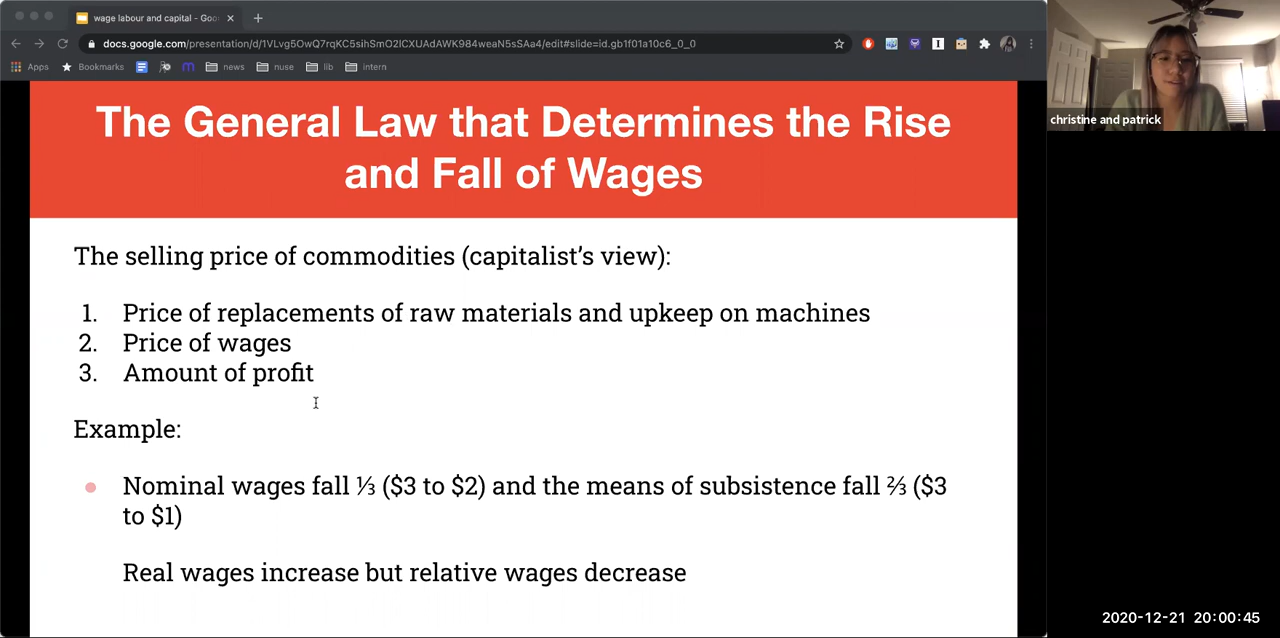 wage labour and capital - Goo
docs.google.com/presentation/d/1VLvg5OwQ7rqKC5sihSmO2ICXUAdAWK984weaN5sSAa4/edit#slide=id.gb1f01a10c6_0_0
Apps Bookmarks news nuse lib intern
christine and patrick
The General Law that Determines the Rise
and Fall of Wages
The selling price of commodities (capitalist’s view):
1. Price of replacements of raw materials and upkeep on machines
2. Price of wages
3. Amount of profit
Example:
● Nominal wages fall ⅓ ($3 to $2) and the means of subsistence fall ⅔ ($3
to $1)
Real wages increase but relative wages decrease
2020-12-21 20:00:45